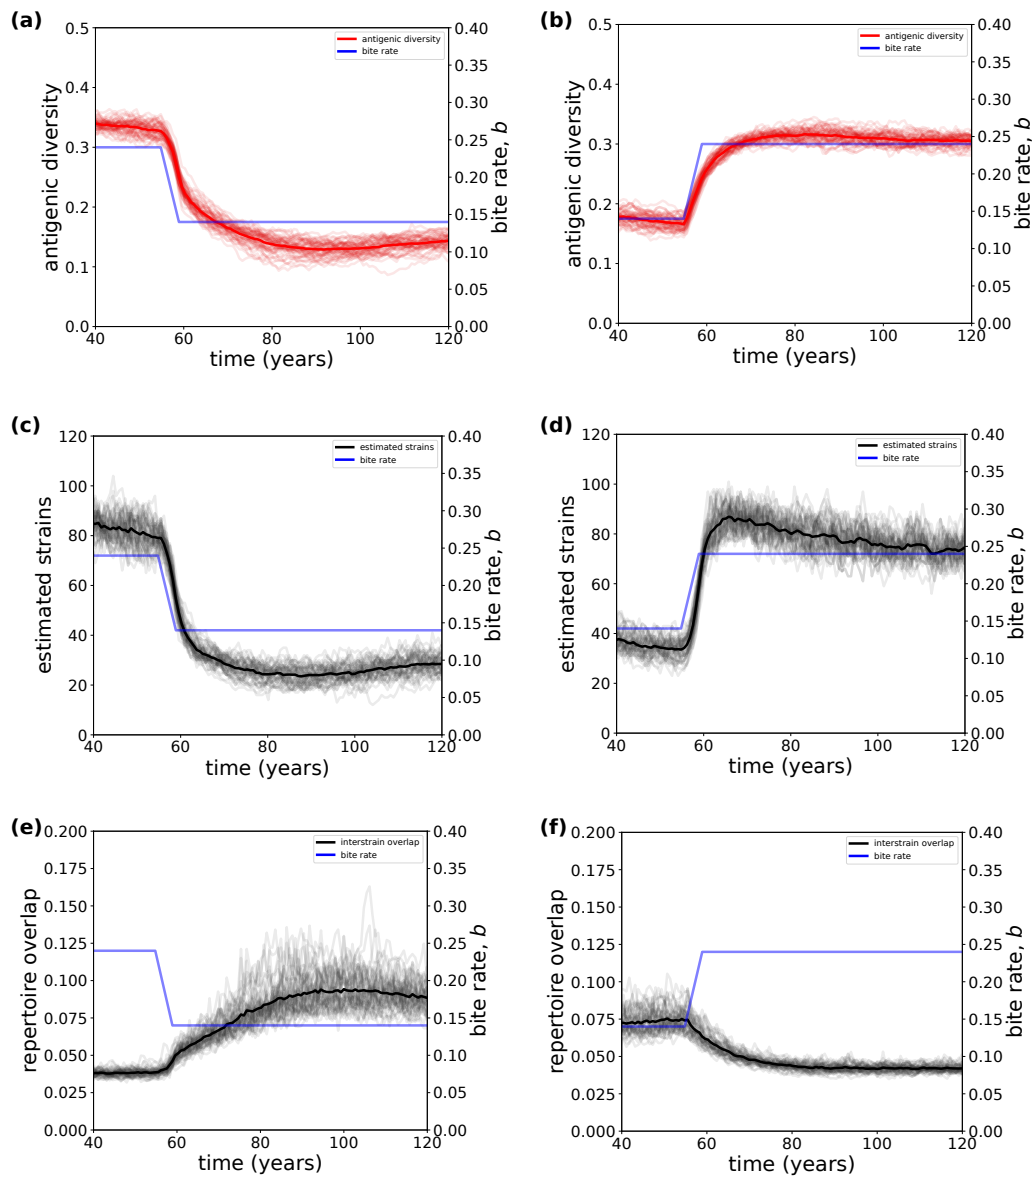 (a)
0.5
0.4
0.3
0.2
0.1
0.0
antigenic diversity
antigenic diversity
bite rate
0.40
0.35
0.30
0.25
0.20
0.15
0.10
0.05
0.00
bite rate, b
40 60 80 100 120
time (years)
(b)
0.5
0.4
0.3
0.2
0.1
0.0
antigenic diversity
antigenic diversity
bite rate
0.40
0.35
0.30
0.25
0.20
0.15
0.10
0.05
0.00
bite rate, b
40 60 80 100 120
time (years)
(c)
120
100
80
60
40
20
0
estimated strains
estimated strains
bite rate
0.40
0.35
0.30
0.25
0.20
0.15
0.10
0.05
0.00
bite rate, b
40 60 80 100 120
time (years)
(d)
120
100
80
60
40
20
0
estimated strains
estimated strains
bite rate
0.40
0.35
0.30
0.25
0.20
0.15
0.10
0.05
0.00
bite rate, b
40 60 80 100 120
time (years)
(e)
0.200
0.175
0.150
0.125
0.100
0.075
0.050
0.025
0.000
repertoire overlap
interstrain overlap
bite rate
0.40
0.35
0.30
0.25
0.20
0.15
0.10
0.05
0.00
bite rate, b
40 60 80 100 120
time (years)
(f)
0.200
0.175
0.150
0.125
0.100
0.075
0.050
0.025
0.000
repertoire overlap
interstrain overlap
bite rate
0.40
0.35
0.30
0.25
0.20
0.15
0.10
0.05
0.00
bite rate, b
40 60 80 100 120
time (years)